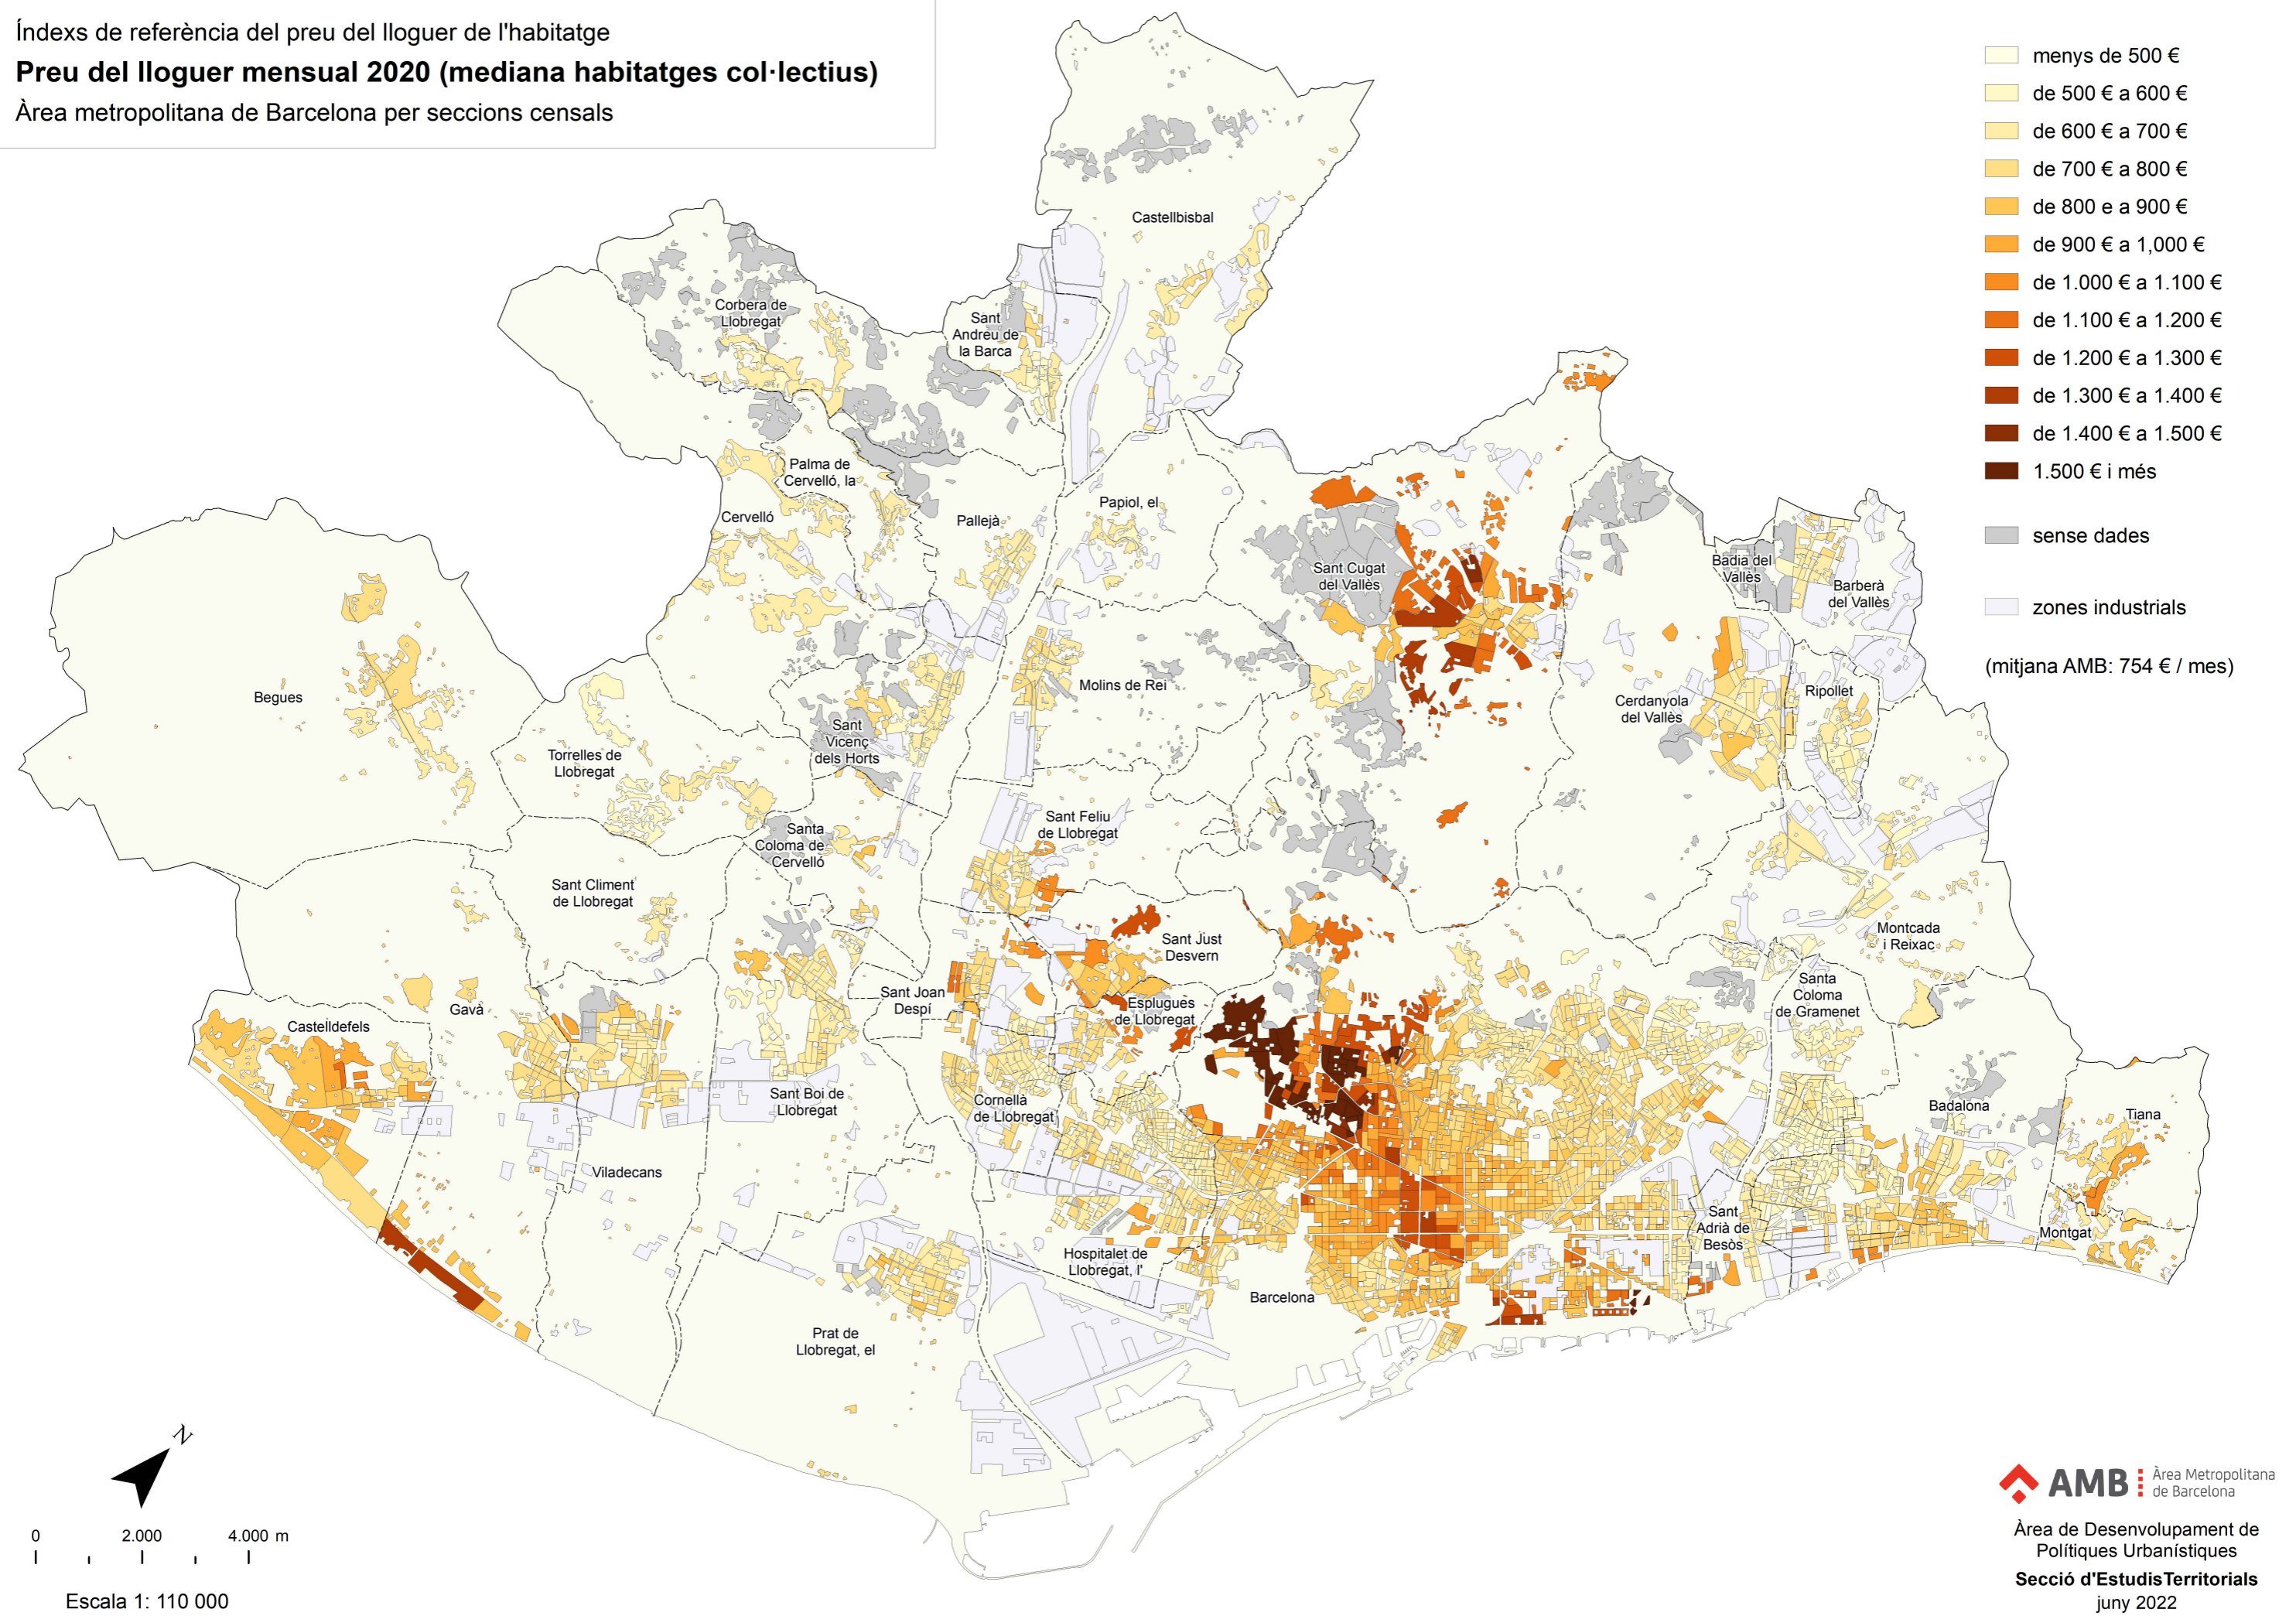 Índexs de referència del preu del lloguer de l'habitatge
Preu del lloguer mensual 2020 (mediana habitatges col·lectius)
Àrea metropolitana de Barcelona per seccions censals
menys de 500 €
de 500 € a 600 €
de 600 € a 700 €
de 700 € a 800 €
de 800 e a 900 €
de 900 € a 1,000 €
de 1.000 € a 1.100 €
de 1.100 € a 1.200 €
de 1.200 € a 1.300 €
de 1.300 € a 1.400 €
de 1.400 € a 1.500 €
1.500 € i més
sense dades
zones industrials
(mitjana AMB: 754 € / mes)
Castellbisbal
Corbera de
Llobregat
Sant
Andreu de
la Barca
Palma de
Cervelló, la
Cervelló
Pallejà
Papiol, el
Sant Cugat
del Vallès
Badia del
Vallès
Barberà
del Vallès
Begues
Molins de Rei
Cerdanyola
del Vallès
Ripollet
Sant
Vicenç
dels Horts
Torrelles de
Llobregat
Santa
Coloma de
Cervelló
Sant Feliu
de Llobregat
Sant Climent
de Llobregat
Sant Just
Desvern
Montcada
i Reixac
Santa
Coloma
de Gramenet
Sant Joan
Despí
Esplugues
de Llobregat
Gavà
Castelldefels
Sant Boi de
Llobregat
Cornellà
de Llobregat
Badalona
Tiana
Viladecans
Sant
Adrià de
Besòs
Montgat
Hospitalet de
Llobregat, l'
Barcelona
Prat de
Llobregat, el
N
0 2.000 4.000 m
Escala 1: 110 000
AMB Àrea Metropolitana
de Barcelona
Àrea de Desenvolupament de
Polítiques Urbanístiques
Secció d'EstudisTerritorials
juny 2022